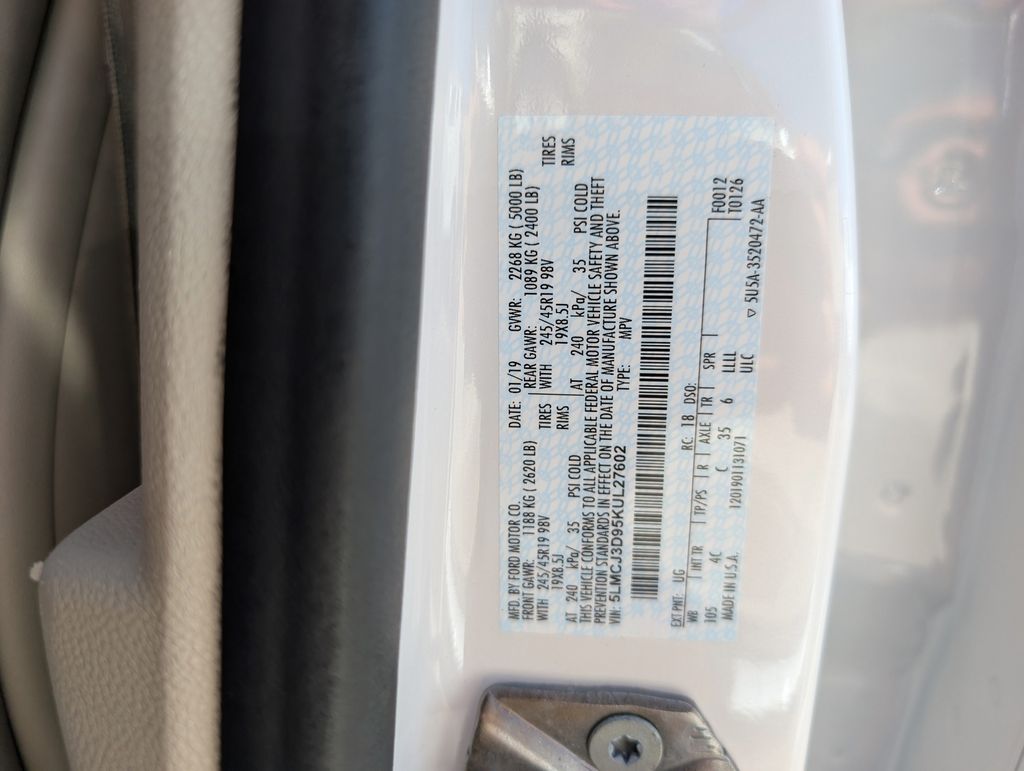 MFD. BY FORD MOTOR CO. DATE: 01/19 GVWR: 2268 KG ( 5000 LB)
FRONT GAWR: 1188 KG ( 2620 LB) REAR GAWR: 1089 KG ( 2400 LB)
WITH 245/45R19 98V TIRES WITH 245/45R19 98V TIRES
19X8.5J RIMS 19X8.5J RIMS
AT 240 kPa/ 35 PSI COLD AT 240 kPa/ 35 PSI COLD
THIS VEHICLE CONFORMS TO ALL APPLICABLE FEDERAL MOTOR VEHICLE SAFETY AND THEFT
PREVENTION STANDARDS IN EFFECT ON THE DATE OF MANUFACTURE SHOWN ABOVE.
VIN: 5LMCJ3D95KUL27602 TYPE: MPV
EXT PNT: UG RC: 18 DSO: F0012
WB INT TR TP/PS R AXLE TR SPR T0126
105 4C C 35 6 LLLL
MADE IN U.S.A. 1201901131071 ULC ▽ 5U5A-3520472-AA